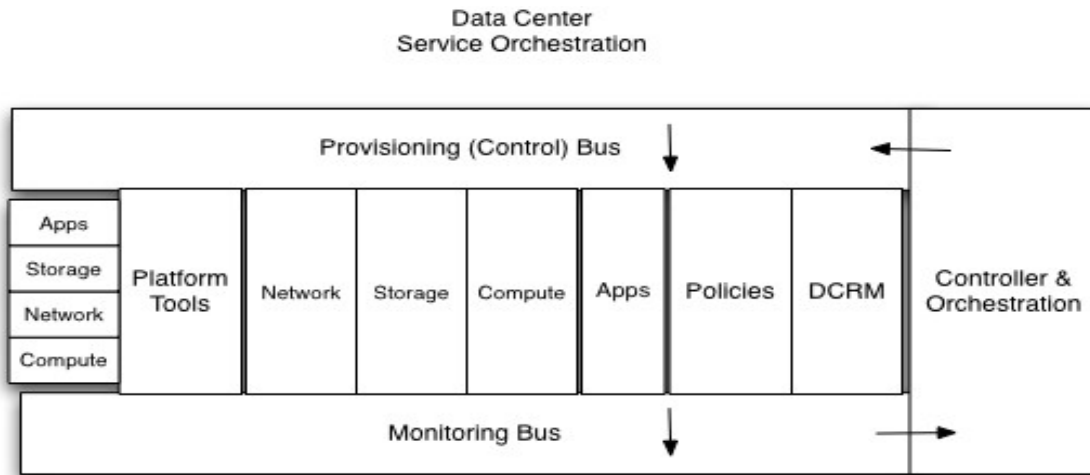 Data Center
Service Orchestration
Provisioning (Control) Bus
Apps
Storage
Network
Compute
Platform
Tools
Network
Storage
Compute
Apps
Policies
DCRM
Controller &
Orchestration
Monitoring Bus